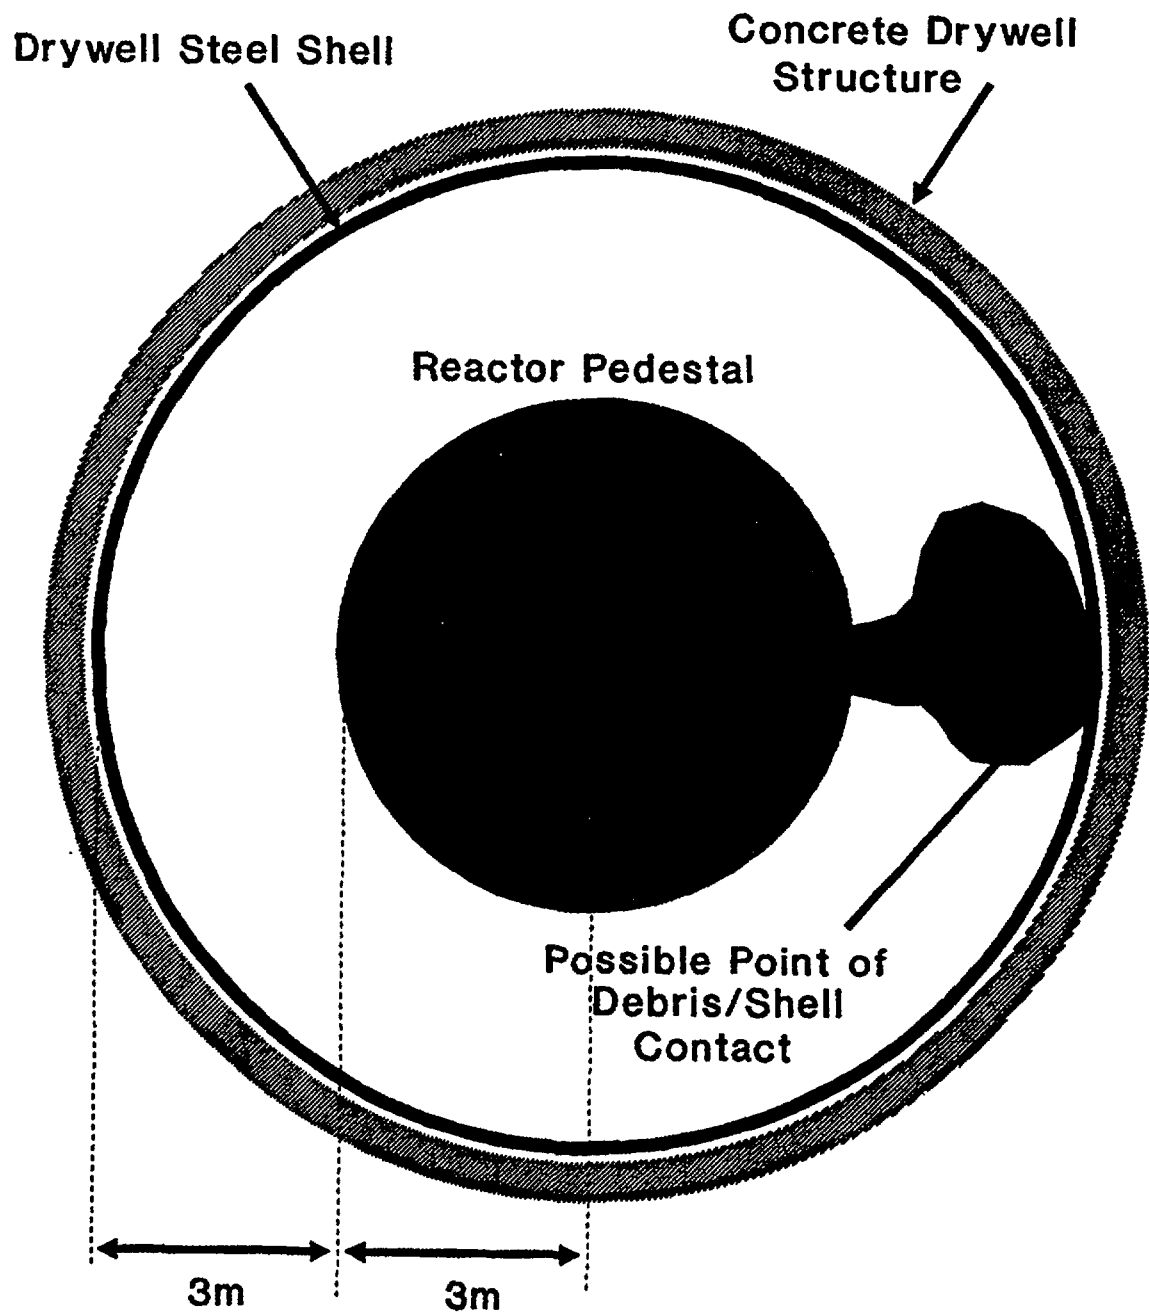 Drywell Steel Shell
Concrete Drywell
Structure
Reactor Pedestal
Possible Point of
Debris/Shell
Contact
3m
3m